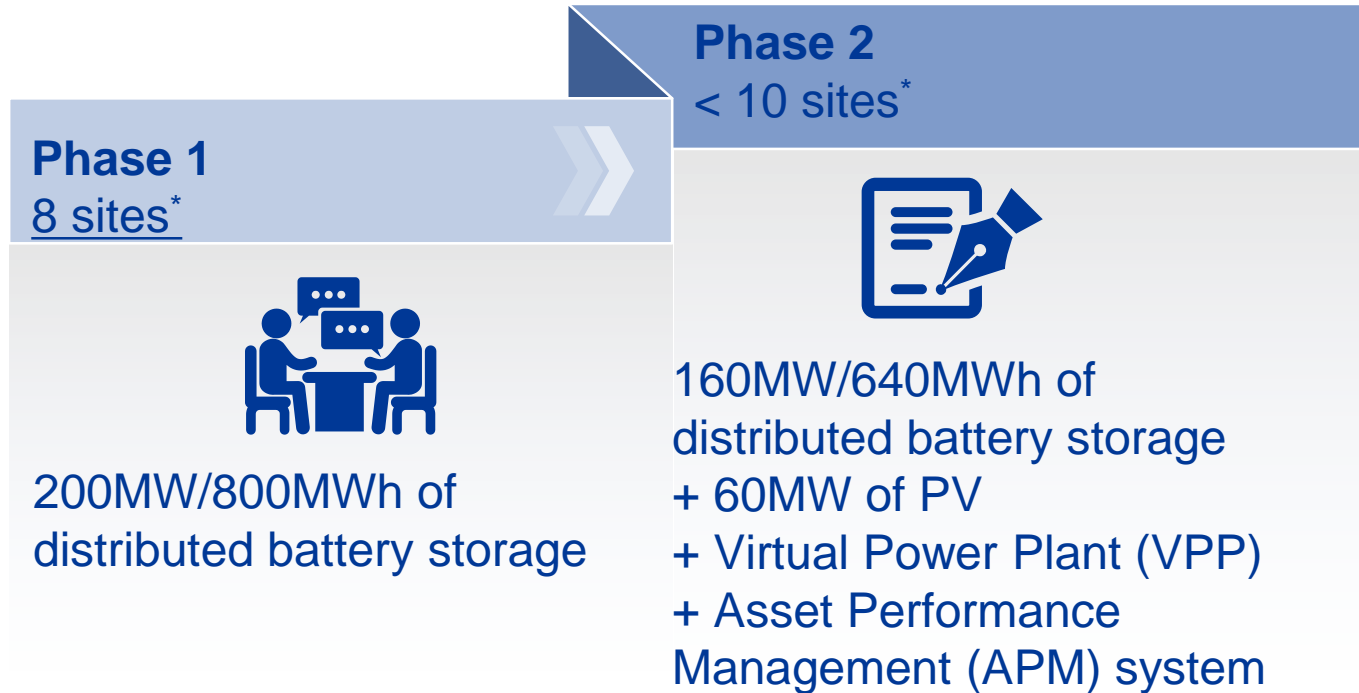 Phase 1
8 sites*
200MW/800MWh of
distributed battery storage
Phase 2
< 10 sites*
160MW/640MWh of
distributed battery storage
+ 60MW of PV
+ Virtual Power Plant (VPP)
+ Asset Performance
Management (APM) system